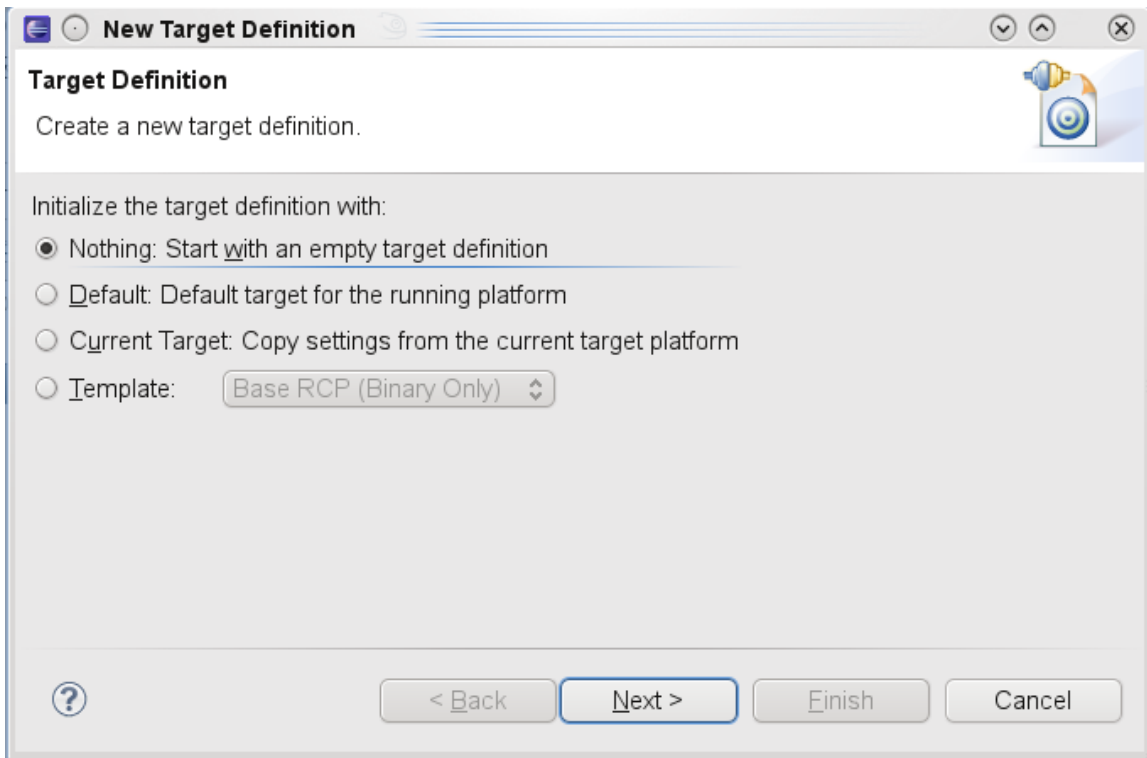 New Target Definition
Target Definition
Create a new target definition.
Initialize the target definition with:
Nothing: Start with an empty target definition
Default: Default target for the running platform
Current Target: Copy settings from the current target platform
Template: Base RCP (Binary Only)
? < Back Next > Finish Cancel